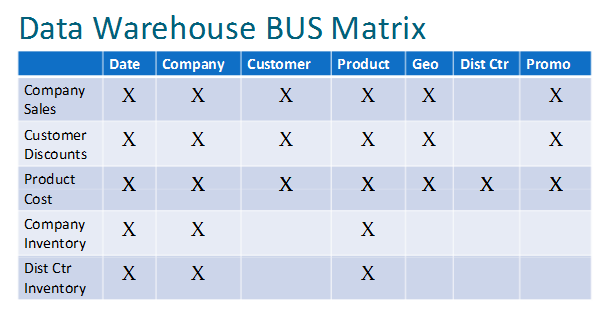 Data Warehouse BUS Matrix
Date Company Customer Product Geo Dist Ctr Promo
Company Sales X X X X X X
Customer Discounts X X X X X X
Product Cost X X X X X X X
Company Inventory X X X
Dist Ctr Inventory X X X